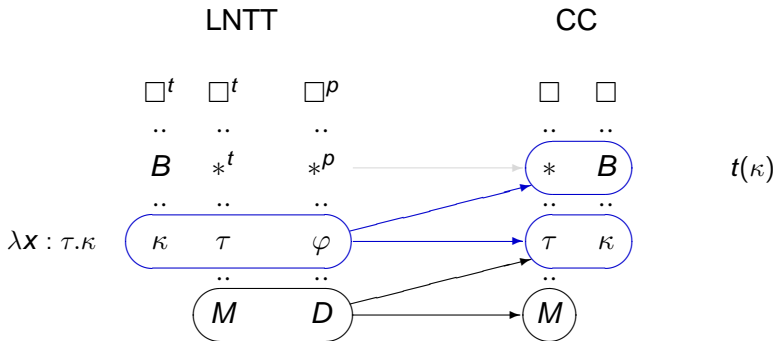 LNTT CC
□ᵗ □ᵗ □ᵖ □ □
.. .. .. .. ..
B *ᵗ *ᵖ * B t(κ)
.. .. .. .. ..
λx : τ.κ κ τ φ τ κ
.. .. ..
M D M